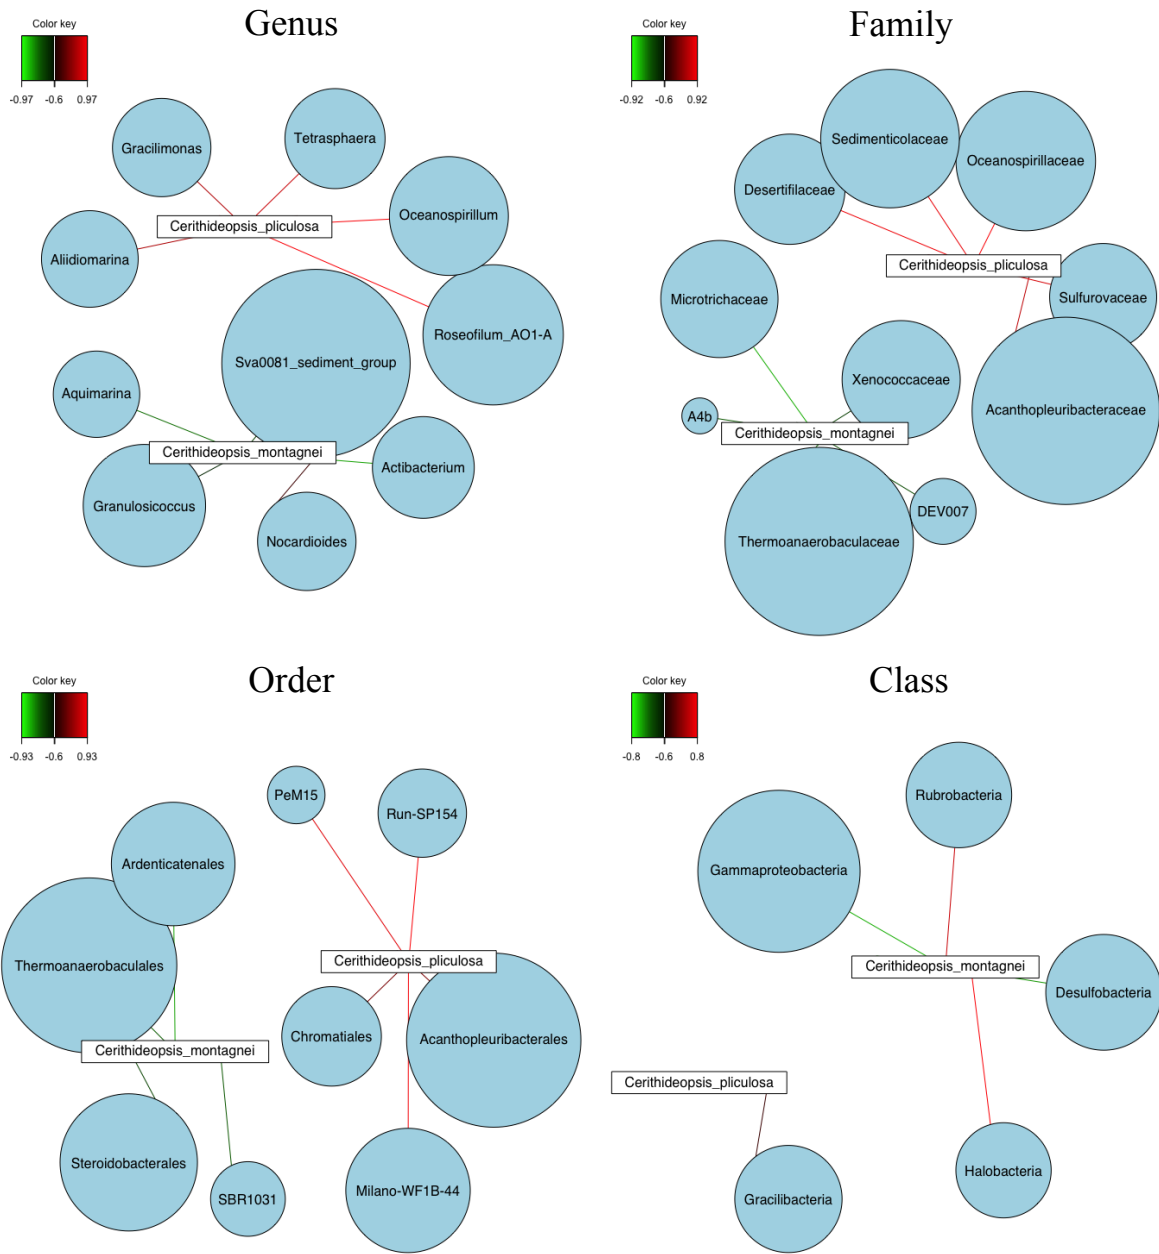 Genus
Color key
-0.97 -0.6 0.97
Gracilimonas
Tetrasphaera
Oceanospirillum
Cerithideopsis_pliculosa
Aliidiomarina
Roseofilum_AO1-A
Sva0081_sediment_group
Aquimarina
Cerithideopsis_montagnei
Actibacterium
Granulosicoccus
Nocardioides
Family
Color key
-0.92 -0.6 0.92
Sedimenticolaceae
Oceanospirillaceae
Desertifilaceae
Cerithideopsis_pliculosa
Microtrichaceae
Sulfurovaceae
Xenococcaceae
Acanthopleuribacteraceae
A4b
Cerithideopsis_montagnei
DEV007
Thermoanaerobaculaceae
Order
Color key
-0.93 -0.6 0.93
PeM15
Run-SP154
Ardenticatenales
Cerithideopsis_pliculosa
Thermoanaerobaculales
Chromatiales
Acanthopleuribacterales
Cerithideopsis_montagnei
Steroidobacterales
Milano-WF1B-44
SBR1031
Class
Color key
-0.8 -0.6 0.8
Rubrobacteria
Gammaproteobacteria
Cerithideopsis_montagnei
Desulfobacteria
Cerithideopsis_pliculosa
Halobacteria
Gracilibacteria